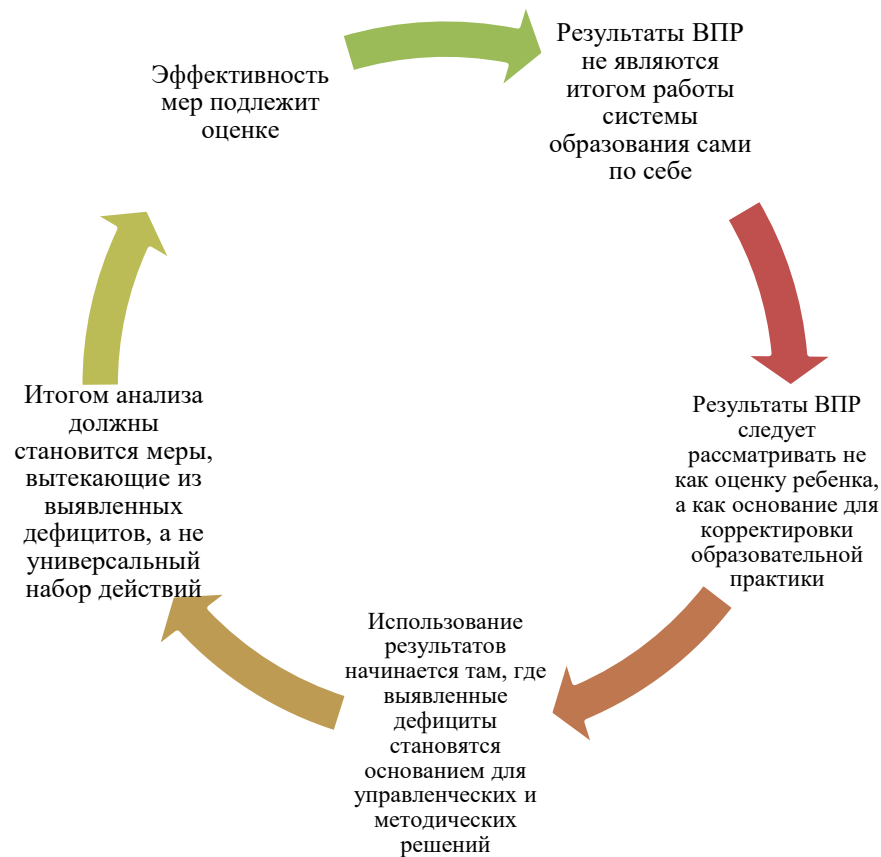 Эффективность
мер подлежит
оценке
Результаты ВПР
не являются
итогом работы
системы
образования сами
по себе
Результаты ВПР
следует
рассматривать не
как оценку ребенка,
а как основание для
корректировки
образовательной
практики
Использование
результатов
начинается там, где
выявленные
дефициты
становятся
основанием для
управленческих и
методических
решений
Итогом анализа
должны
становится меры,
вытекающие из
выявленных
дефицитов, а не
универсальный
набор действий